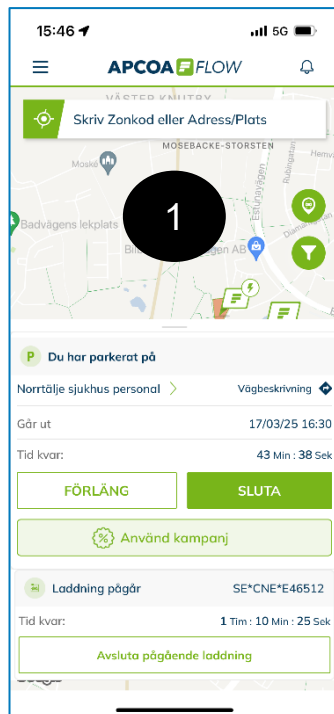 15:46
5G
APCOA FLOW
VÄSTER KNUTBY
Skriv Zonkod eller Adress/Plats
MOSEBACKE-STORSTEN
Moské
1
Estunavägen
Badvägens lekplats
P Du har parkerat på
Norrtälje sjukhus personal
Vägbeskrivning
Går ut
17/03/25 16:30
Tid kvar:
43 Min : 38 Sek
FÖRLÄNG
SLUTA
Använd kampanj
Laddning pågår
SE*CNE*E46512
Tid kvar:
1 Tim : 10 Min : 25 Sek
Avsluta pågående laddning